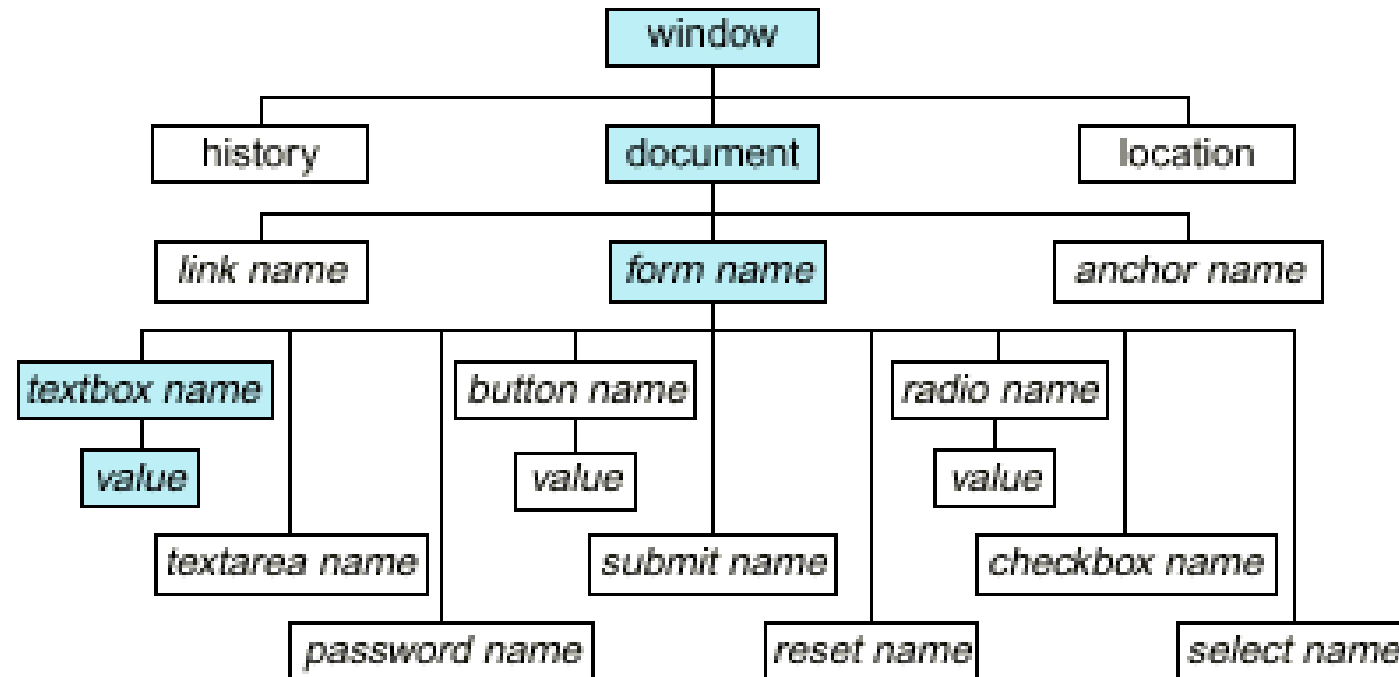 window
history
document
location
link name
form name
anchor name
textbox name
button name
radio name
value
value
value
textarea name
submit name
checkbox name
password name
reset name
select name